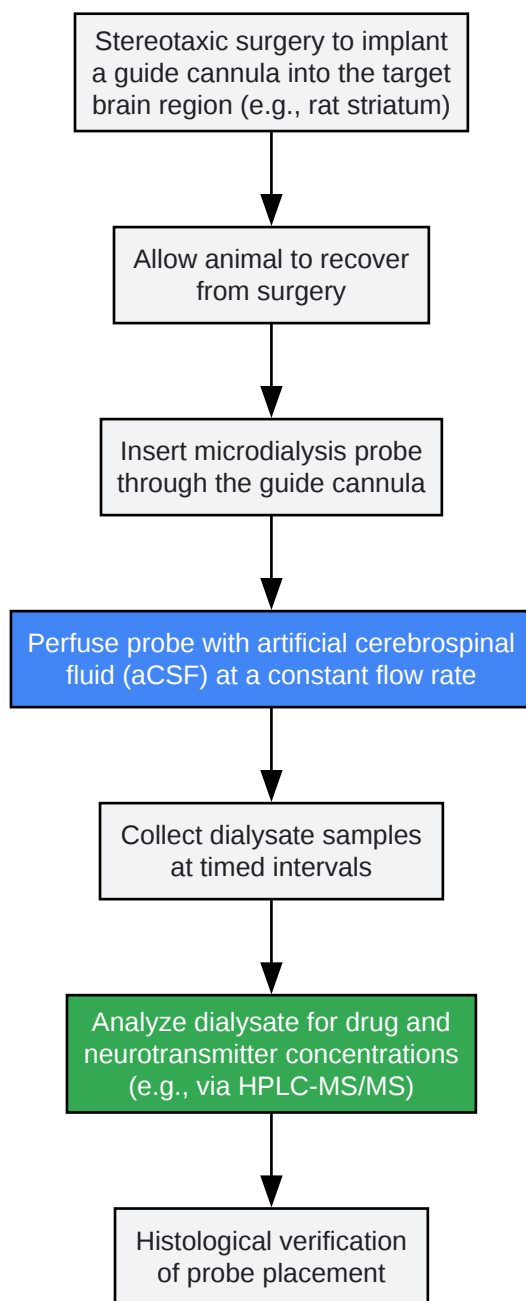 Stereotaxic surgery to implant
a guide cannula into the target
brain region (e.g., rat striatum)
Allow animal to recover
from surgery
Insert microdialysis probe
through the guide cannula
Perfuse probe with artificial cerebrospinal
fluid (aCSF) at a constant flow rate
Collect dialysate samples
at timed intervals
Analyze dialysate for drug and
neurotransmitter concentrations
(e.g., via HPLC-MS/MS)
Histological verification
of probe placement